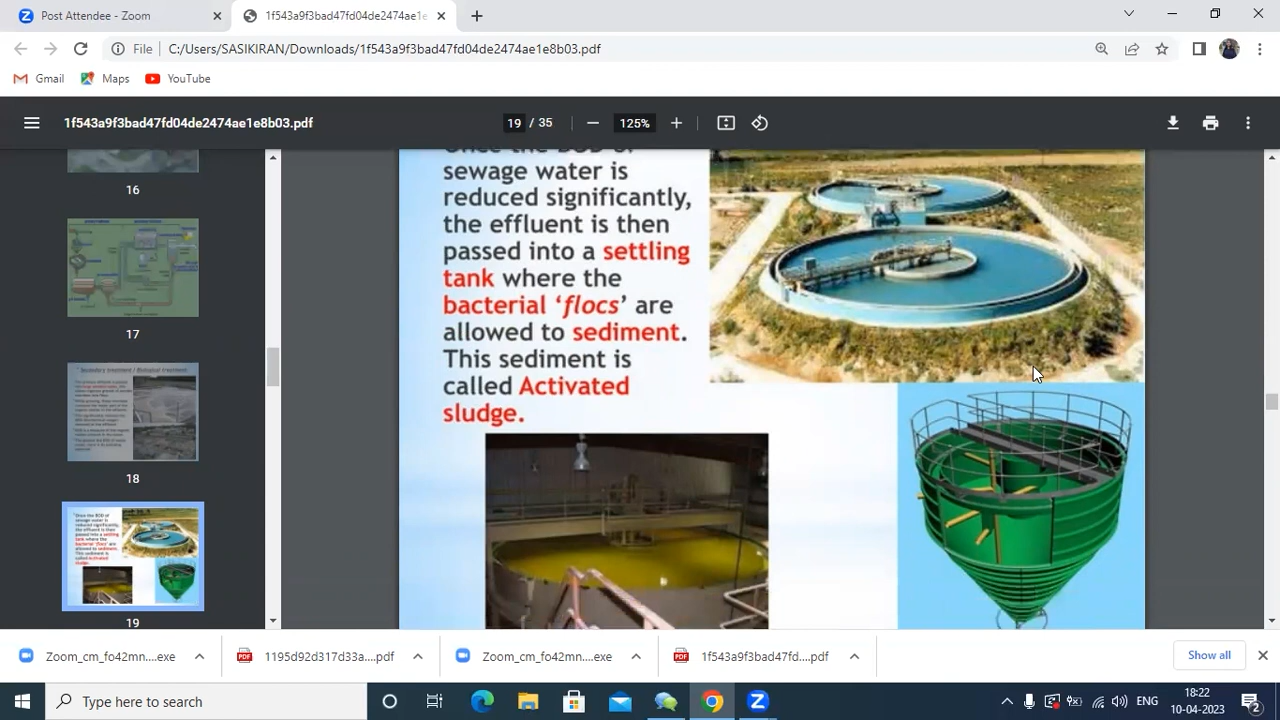 Post Attendee - Zoom
1f543a9f3bad47fd04de2474ae1e
File
C:/Users/SASIKIRAN/Downloads/1f543a9f3bad47fd04de2474ae1e8b03.pdf
Gmail
Maps
YouTube
1f543a9f3bad47fd04de2474ae1e8b03.pdf
19 / 35
125%
16
17
18
19
sewage water is
reduced significantly,
the effluent is then
passed into a settling
tank where the
bacterial ‘flocs’ are
allowed to sediment.
This sediment is
called Activated
sludge.
Zoom_cm_fo42mn....exe
1195d92d317d33a....pdf
Zoom_cm_fo42mn....exe
1f543a9f3bad47fd....pdf
Show all
Type here to search
ENG
18:22
10-04-2023
2